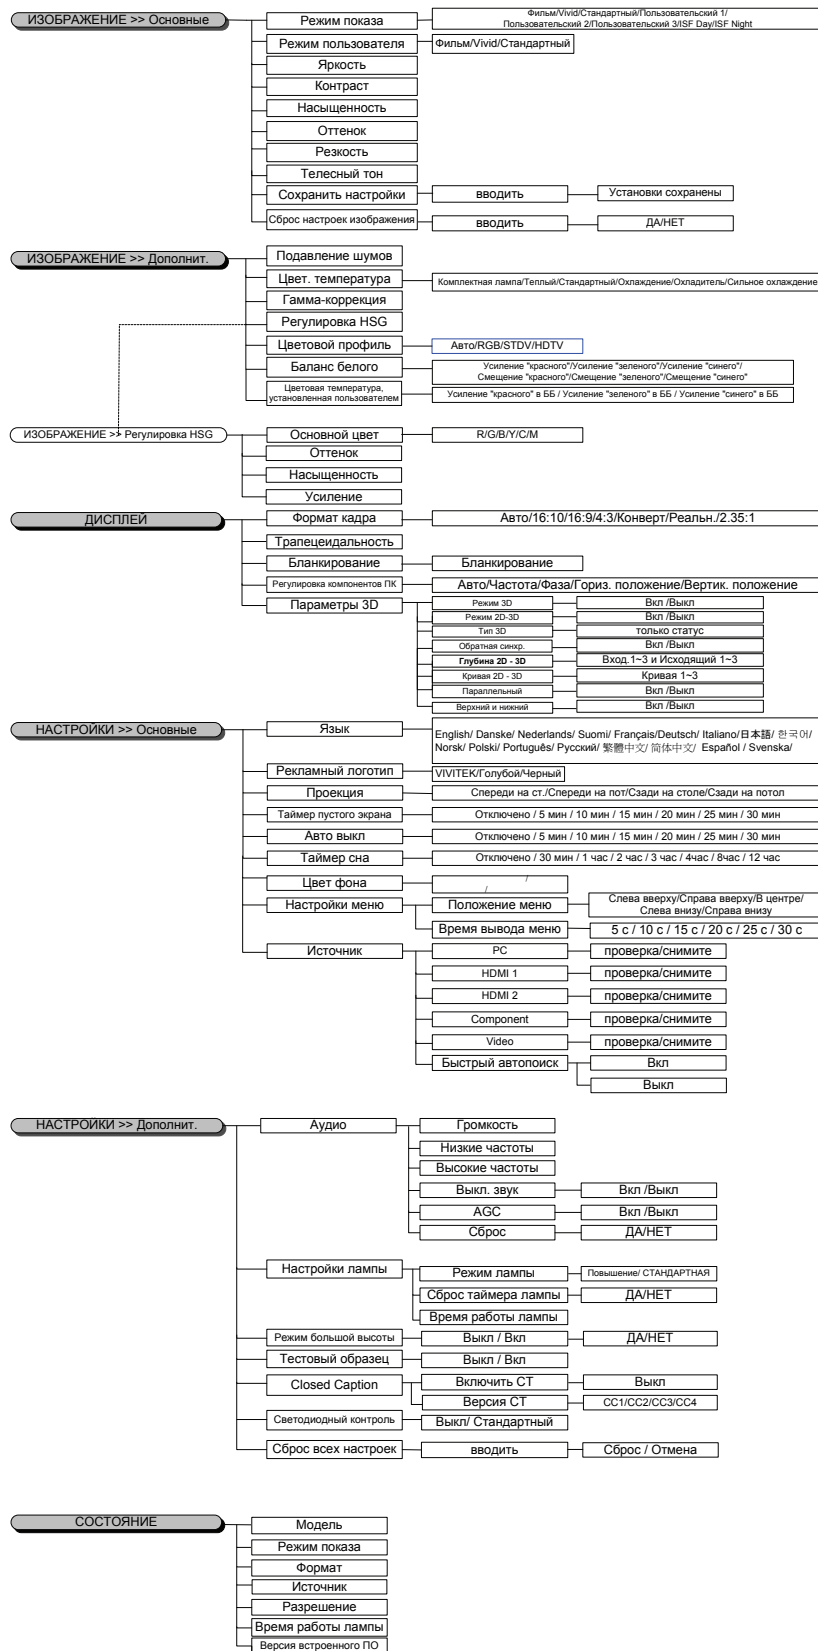 ИЗОБРАЖЕНИЕ >> Основные
Режим показа
Фильм/Vivid/Стандартный/Пользовательский 1/
Пользовательский 2/Пользовательский 3/ISF Day/ISF Night
Режим пользователя
Фильм/Vivid/Стандартный
Яркость
Контраст
Насыщенность
Оттенок
Резкость
Телесный тон
Сохранить настройки
вводить
Установки сохранены
Сброс настроек изображения
вводить
ДА/НЕТ
ИЗОБРАЖЕНИЕ >> Дополнит.
Подавление шумов
Цвет. температура
Комплектная лампа/Теплый/Стандартный/Охлаждение/Охладитель/Сильное охлаждение
Гамма-коррекция
Регулировка HSG
Цветовой профиль
Авто/RGB/STDV/HDTV
Баланс белого
Усиление "красного"/Усиление "зеленого"/Усиление "синего"/
Смещение "красного"/Смещение "зеленого"/Смещение "синего"
Цветовая температура,
установленная пользователем
Усиление "красного" в ББ / Усиление "зеленого" в ББ / Усиление "синего" в ББ
ИЗОБРАЖЕНИЕ >> Регулировка HSG
Основной цвет
R/G/B/Y/C/M
Оттенок
Насыщенность
Усиление
ДИСПЛЕЙ
Формат кадра
Авто/16:10/16:9/4:3/Конверт/Реальн./2.35:1
Трапецеидальность
Бланкирование
Бланкирование
Регулировка компонентов ПК
Авто/Частота/Фаза/Гориз. положение/Вертик. положение
Параметры 3D
Режим 3D
Вкл /Выкл
Режим 2D-3D
Вкл /Выкл
Тип 3D
только статус
Обратная синхр.
Вкл /Выкл
Глубина 2D - 3D
Вход.1~3 и Исходящий 1~3
Кривая 2D - 3D
Кривая 1~3
Параллельный
Вкл /Выкл
Верхний и нижний
Вкл /Выкл
НАСТРОЙКИ >> Основные
Язык
English/ Danske/ Nederlands/ Suomi/ Français/Deutsch/ Italiano/日本語/ 한국어/
Norsk/ Polski/ Português/ Русский/ 繁體中文/ 简体中文/ Español / Svenska/
Рекламный логотип
VIVITEK/Голубой/Черный
Проекция
Спереди на ст./Спереди на пот/Сзади на столе/Сзади на потол
Таймер пустого экрана
Отключено / 5 мин / 10 мин / 15 мин / 20 мин / 25 мин / 30 мин
Авто выкл
Отключено / 5 мин / 10 мин / 15 мин / 20 мин / 25 мин / 30 мин
Таймер сна
Отключено / 30 мин / 1 час / 2 час / 3 час / 4час / 8час / 12 час
Цвет фона
/
/
Настройки меню
Положение меню
Слева вверху/Справа вверху/В центре/
Слева внизу/Справа внизу
Время вывода меню
5 с / 10 с / 15 с / 20 с / 25 с / 30 с
Источник
PC
проверка/снимите
HDMI 1
проверка/снимите
HDMI 2
проверка/снимите
Component
проверка/снимите
Video
проверка/снимите
Быстрый автопоиск
Вкл
Выкл
НАСТРОЙКИ >> Дополнит.
Аудио
Громкость
Низкие частоты
Высокие частоты
Выкл. звук
Вкл /Выкл
AGC
Вкл /Выкл
Сброс
ДА/НЕТ
Настройки лампы
Режим лампы
Повышение/ СТАНДАРТНАЯ
Сброс таймера лампы
ДА/НЕТ
Время работы лампы
Режим большой высоты
Выкл / Вкл
ДА/НЕТ
Тестовый образец
Выкл / Вкл
Closed Caption
Включить СТ
Выкл
Версия СТ
CC1/CC2/CC3/CC4
Светодиодный контроль
Выкл/ Стандартный
Сброс всех настроек
вводить
Сброс / Отмена
СОСТОЯНИЕ
Модель
Режим показа
Формат
Источник
Разрешение
Время работы лампы
Версия встроенного ПО